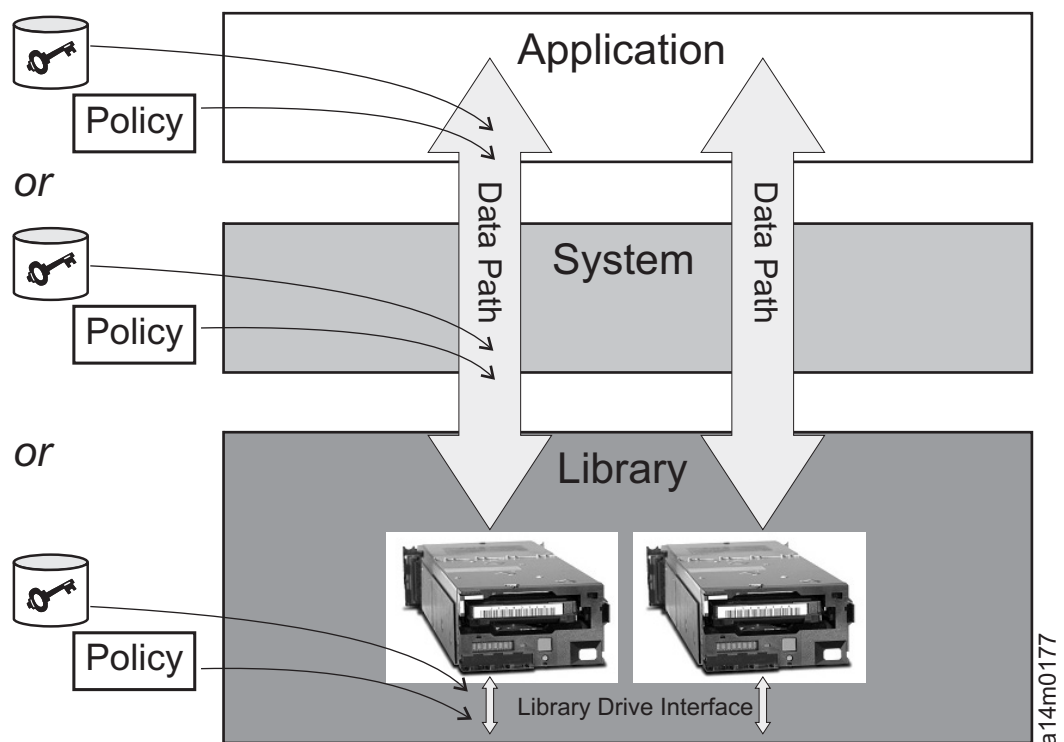 Application
Policy
or
Data Path
Data Path
System
Policy
or
Library
Policy
Library Drive Interface
a14m0177